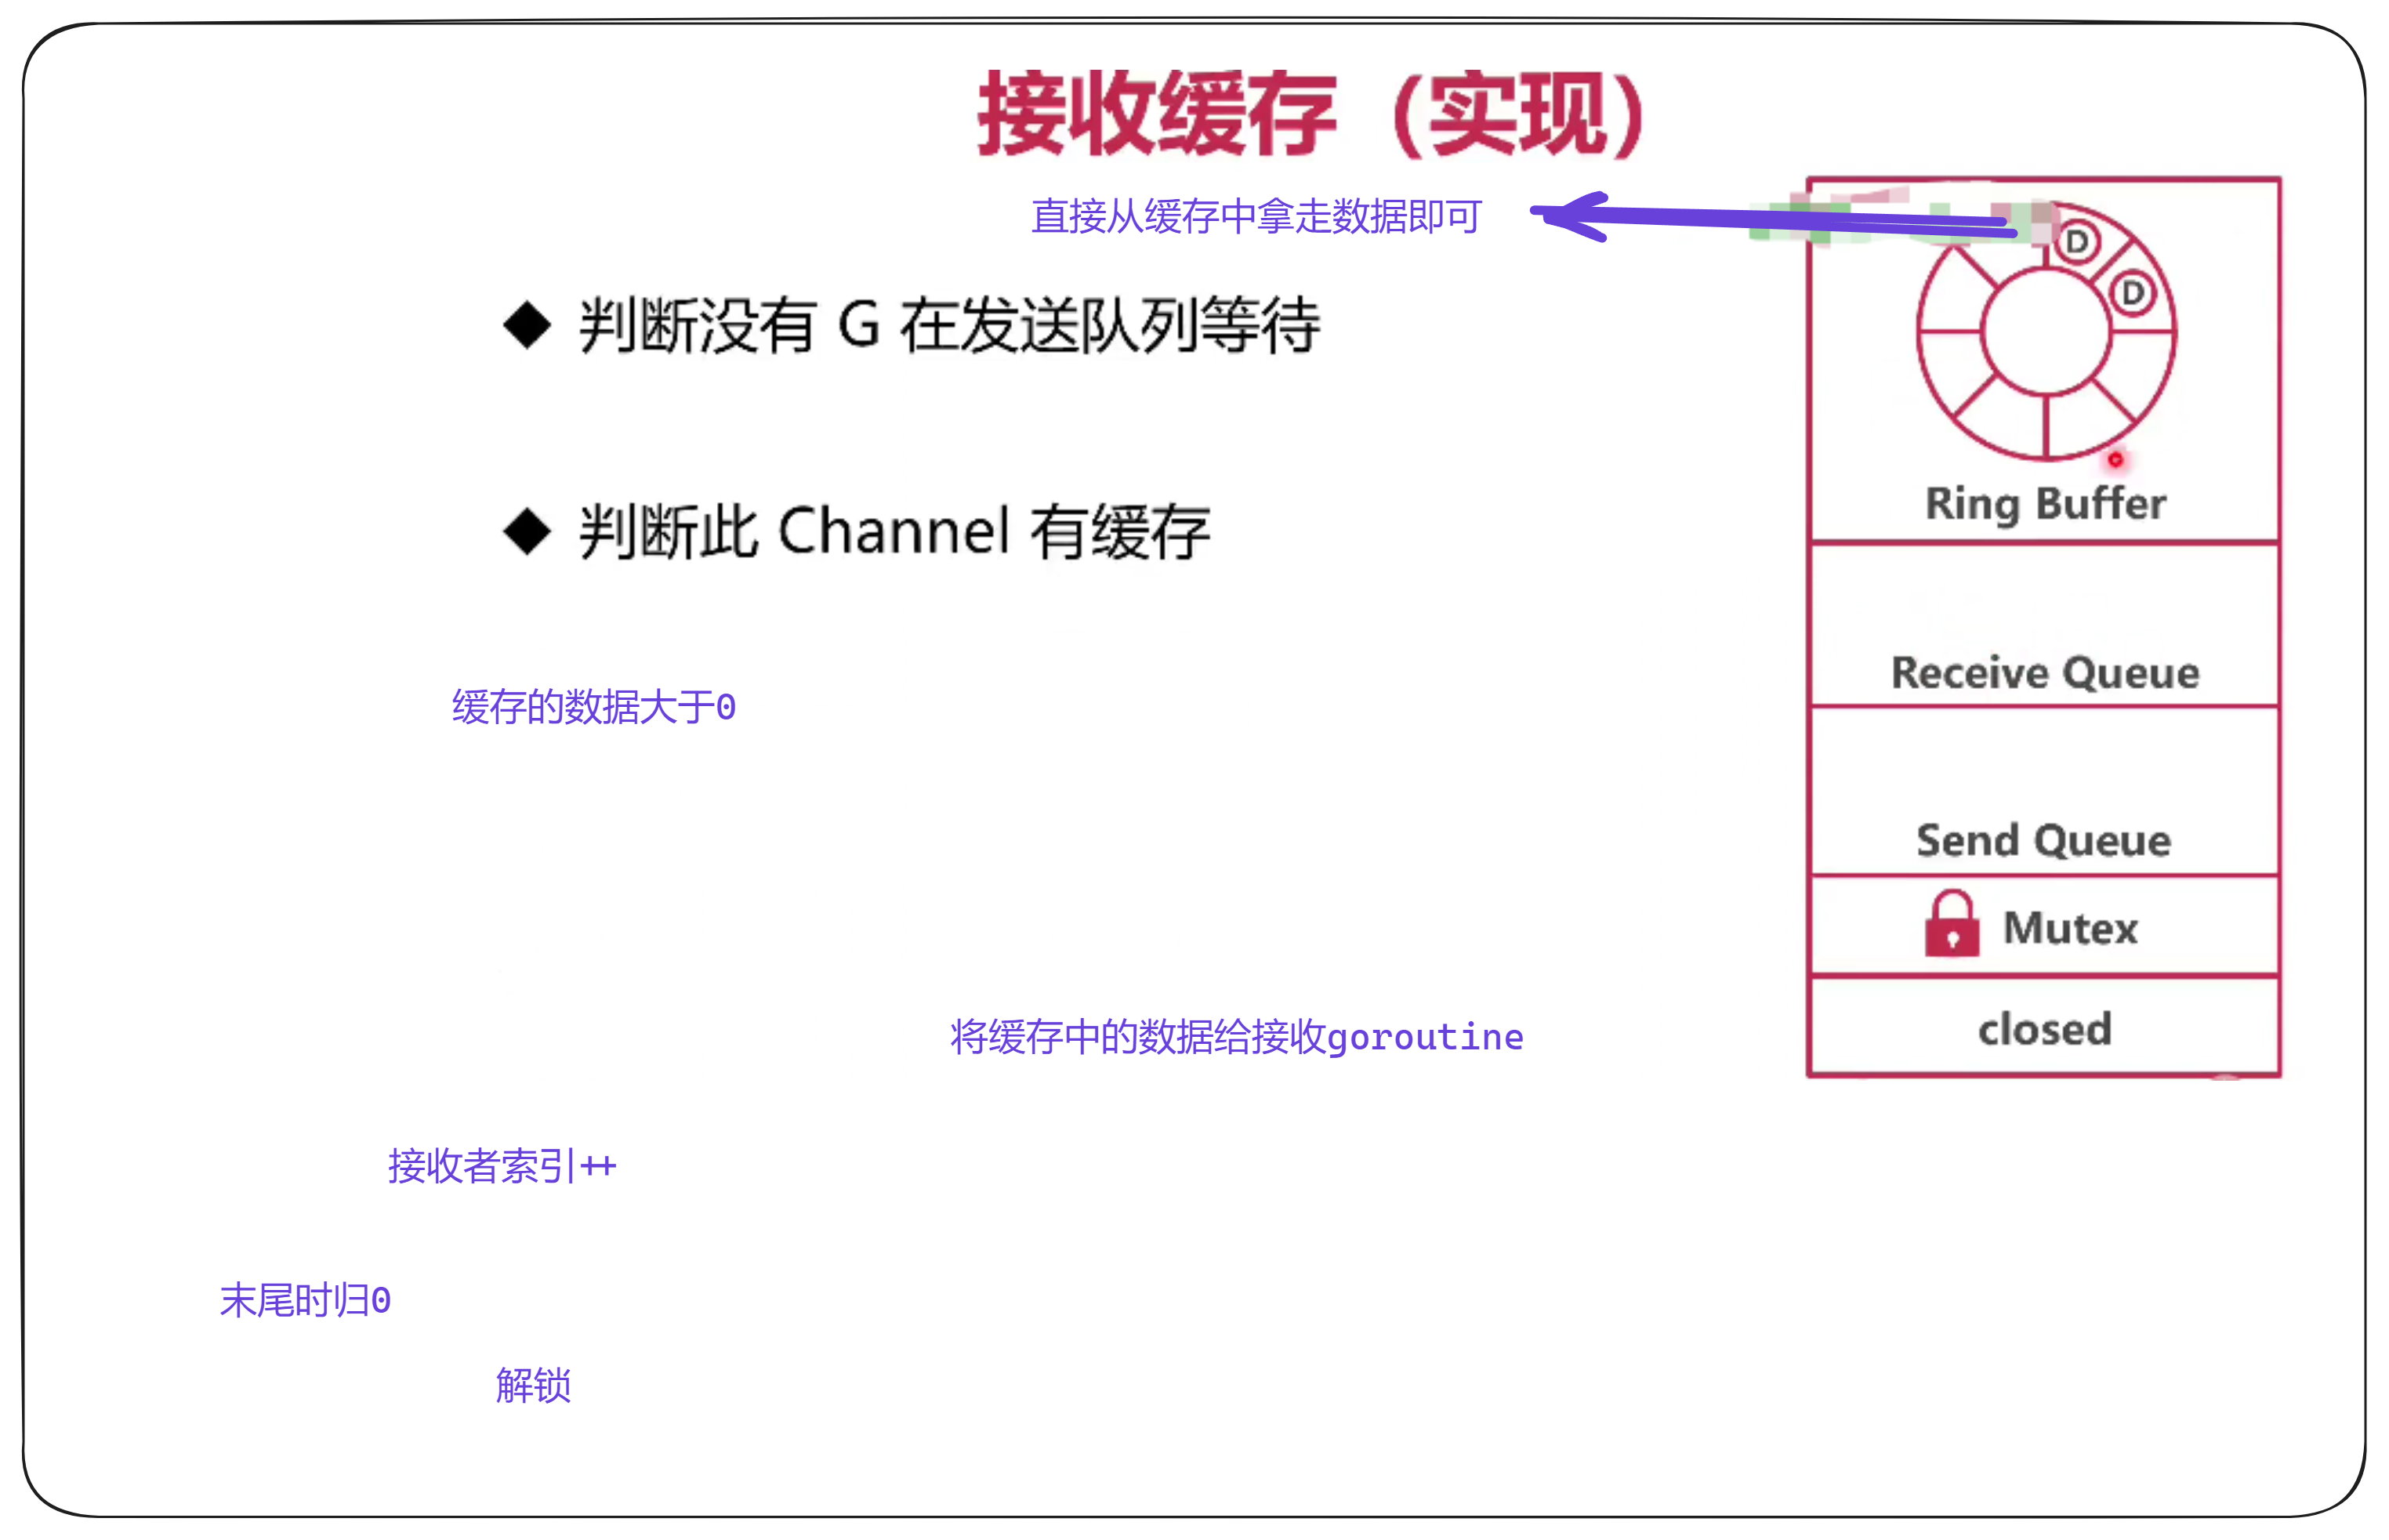 接收缓存（实现）
直接从缓存中拿走数据即可
判断没有 G 在发送队列等待
判断此 Channel 有缓存
缓存的数据大于0
将缓存中的数据给接收goroutine
接收者索引++
末尾时归0
解锁
D
D
Ring Buffer
Receive Queue
Send Queue
Mutex
closed